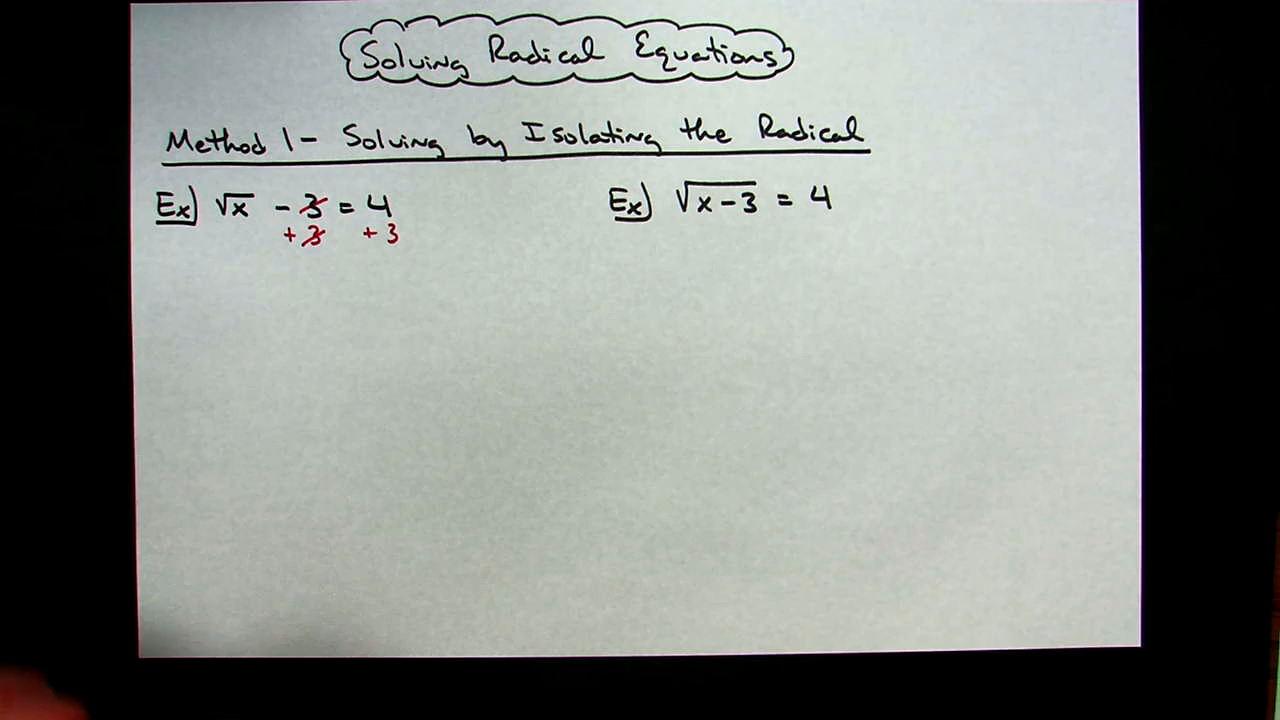 Solving Radical Equations
Method 1 - Solving by Isolating the Radical
Ex) √x - 3 = 4
+3 +3
Ex) √x-3 = 4